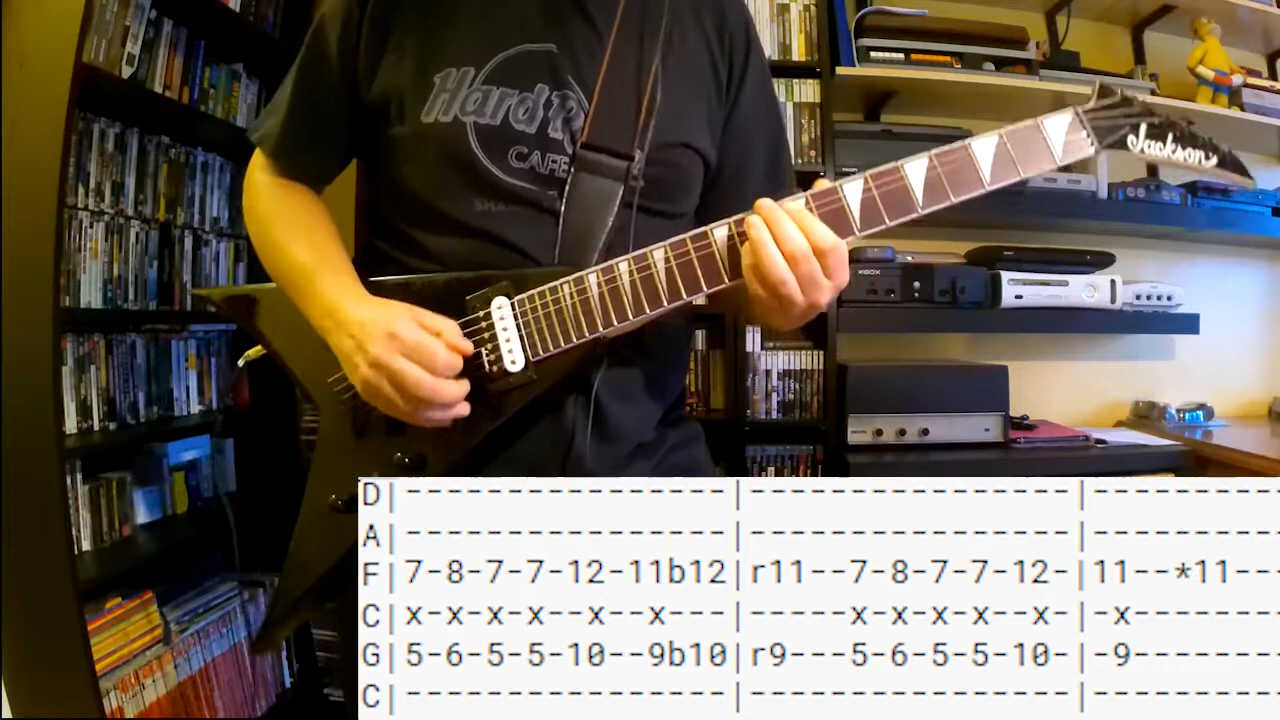 Hard R
CAFE
Jackson
XBOX
D|----------------|----------------|---------
A|----------------|----------------|---------
F|7-8-7-7-12-11b12|r11--7-8-7-7-12-|11--*11---
C|x-x-x-x--x--x---|-----x-x-x-x--x-|-x--------
G|5-6-5-5-10--9b10|r9---5-6-5-5-10-|-9--------
C|----------------|----------------|---------